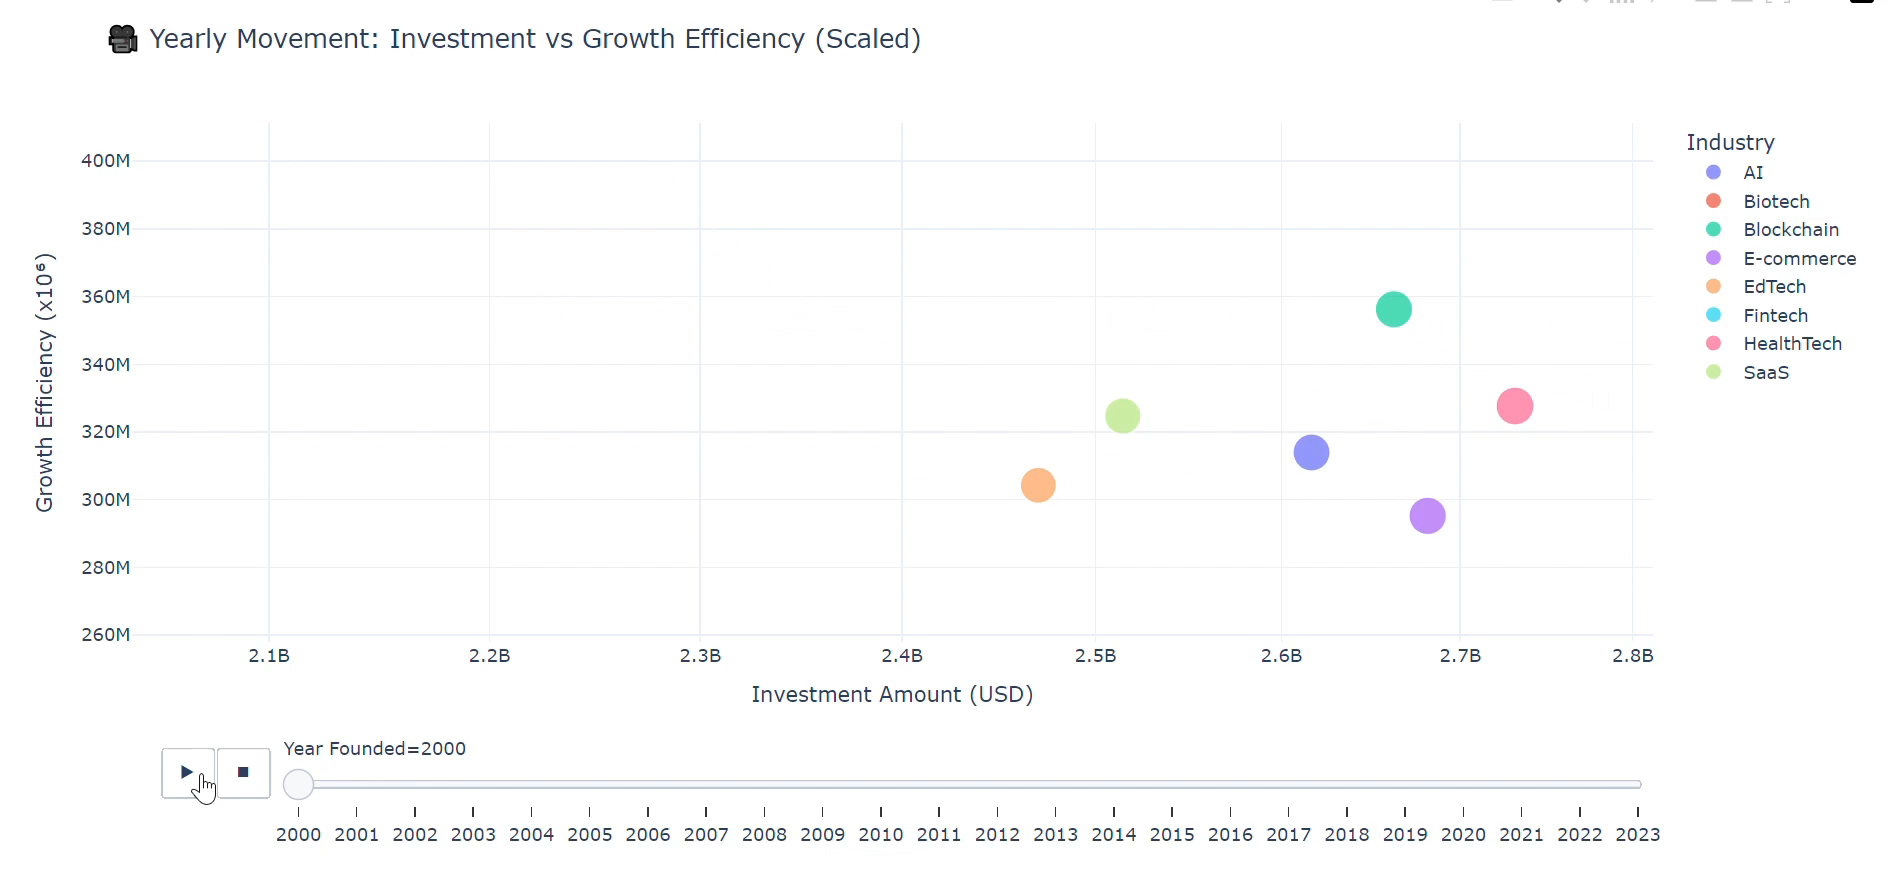 🎥 Yearly Movement: Investment vs Growth Efficiency (Scaled)
400M
380M
360M
340M
320M
300M
280M
260M
Growth Efficiency (x10⁶)
2.1B 2.2B 2.3B 2.4B 2.5B 2.6B 2.7B 2.8B
Investment Amount (USD)
Industry
AI
Biotech
Blockchain
E-commerce
EdTech
Fintech
HealthTech
SaaS
Year Founded=2000
2000 2001 2002 2003 2004 2005 2006 2007 2008 2009 2010 2011 2012 2013 2014 2015 2016 2017 2018 2019 2020 2021 2022 2023